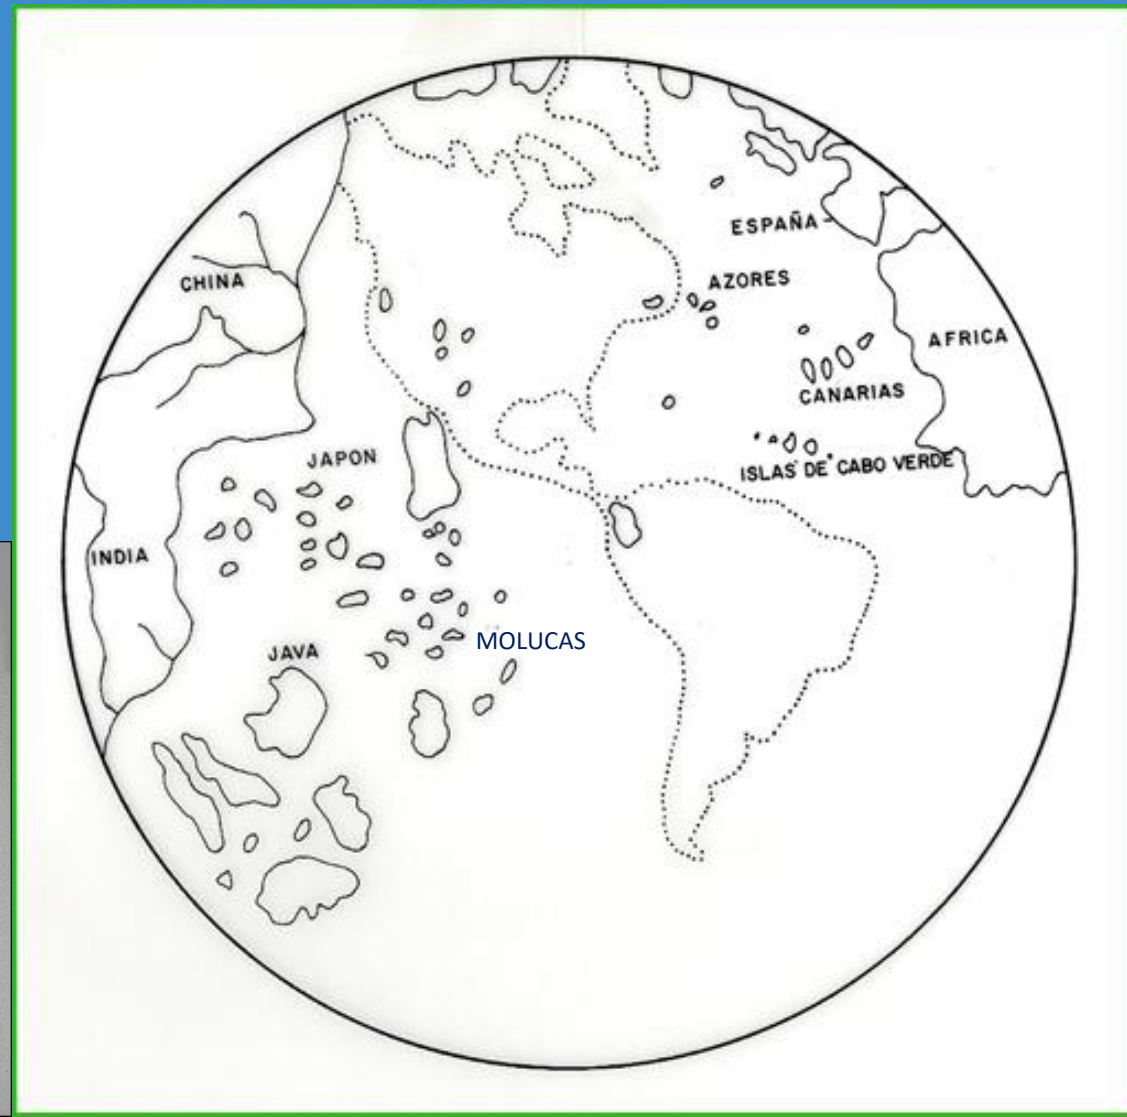 ESPAÑA
CHINA
AZORES
AFRICA
CANARIAS
JAPON
ISLAS DE CABO VERDE
INDIA
MOLUCAS
JAVA